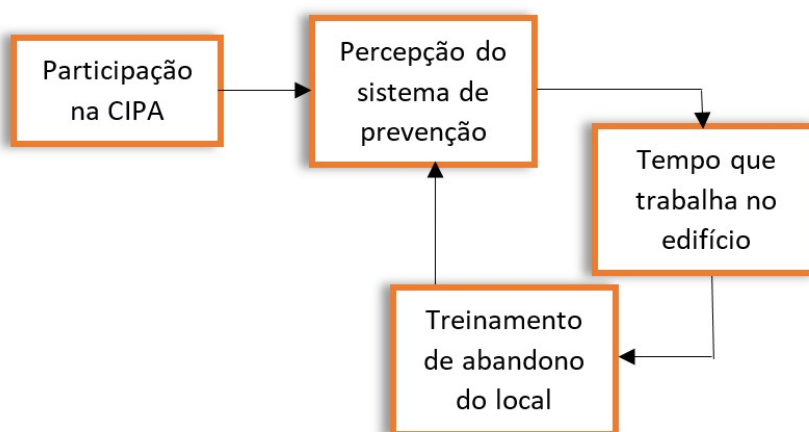 Participação
na CIPA
Percepção do
sistema de
prevenção
Tempo que
trabalha no
edifício
Treinamento
de abandono
do local